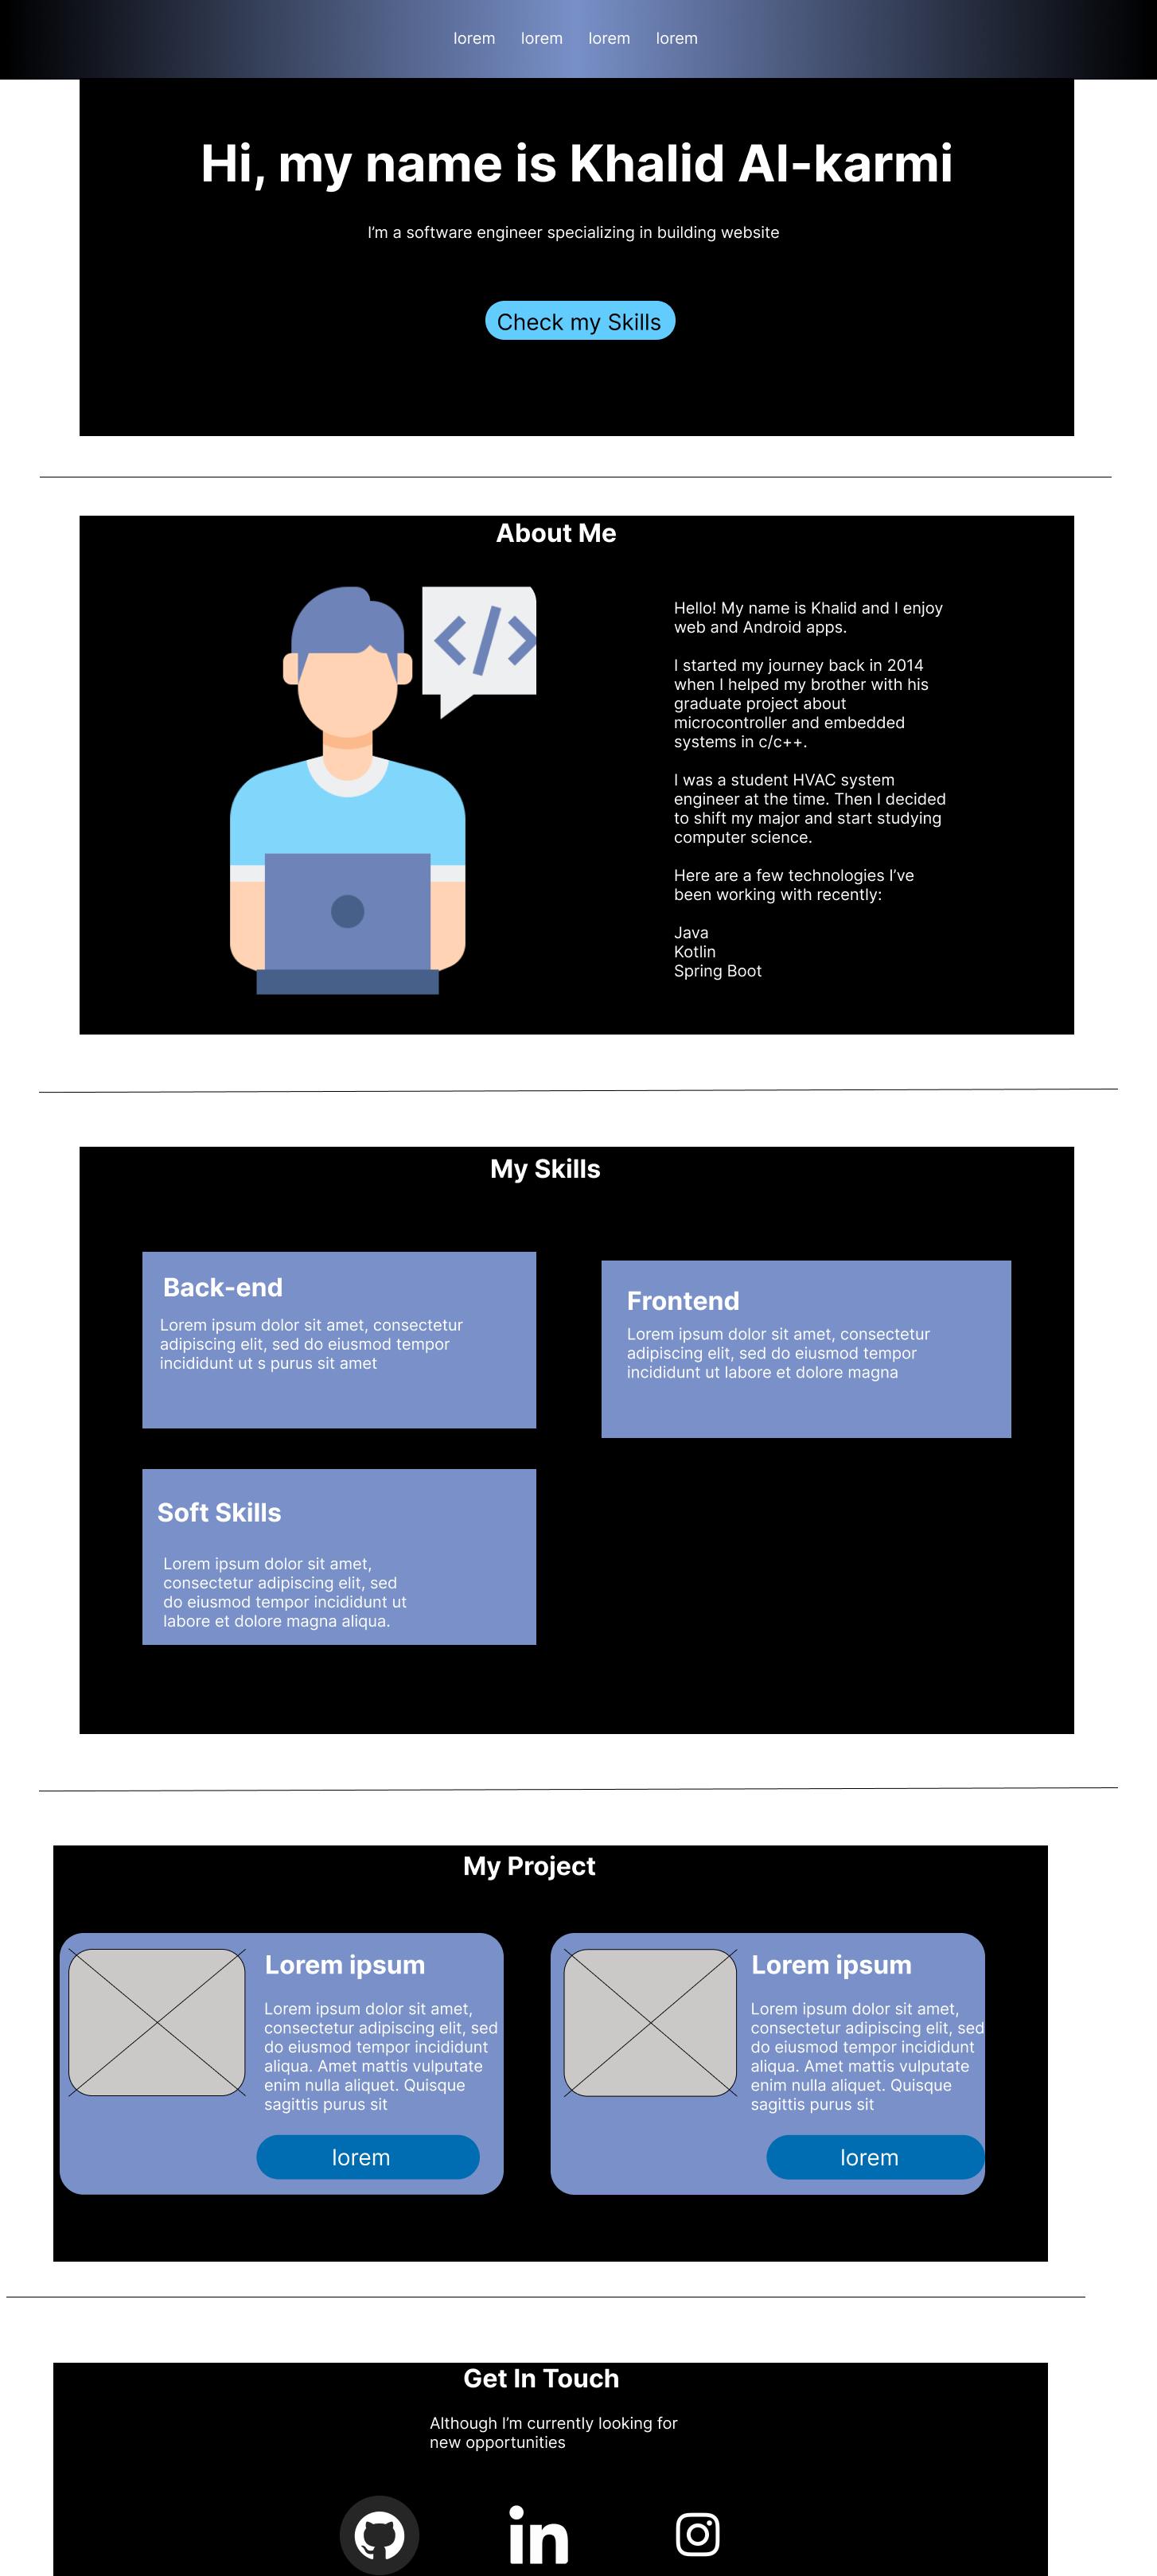 lorem lorem lorem lorem
Hi, my name is Khalid Al-karmi
I’m a software engineer specializing in building website
Check my Skills
About Me
</>
Hello! My name is Khalid and I enjoy
web and Android apps.
I started my journey back in 2014
when I helped my brother with his
graduate project about
microcontroller and embedded
systems in c/c++.
I was a student HVAC system
engineer at the time. Then I decided
to shift my major and start studying
computer science.
Here are a few technologies I’ve
been working with recently:
Java
Kotlin
Spring Boot
My Skills
Back-end
Lorem ipsum dolor sit amet, consectetur
adipiscing elit, sed do eiusmod tempor
incididunt ut s purus sit amet
Frontend
Lorem ipsum dolor sit amet, consectetur
adipiscing elit, sed do eiusmod tempor
incididunt ut labore et dolore magna
Soft Skills
Lorem ipsum dolor sit amet,
consectetur adipiscing elit, sed
do eiusmod tempor incididunt ut
labore et dolore magna aliqua.
My Project
Lorem ipsum
Lorem ipsum dolor sit amet,
consectetur adipiscing elit, sed
do eiusmod tempor incididunt
aliqua. Amet mattis vulputate
enim nulla aliquet. Quisque
sagittis purus sit
lorem
Lorem ipsum
Lorem ipsum dolor sit amet,
consectetur adipiscing elit, sed
do eiusmod tempor incididunt
aliqua. Amet mattis vulputate
enim nulla aliquet. Quisque
sagittis purus sit
lorem
Get In Touch
Although I’m currently looking for
new opportunities
in